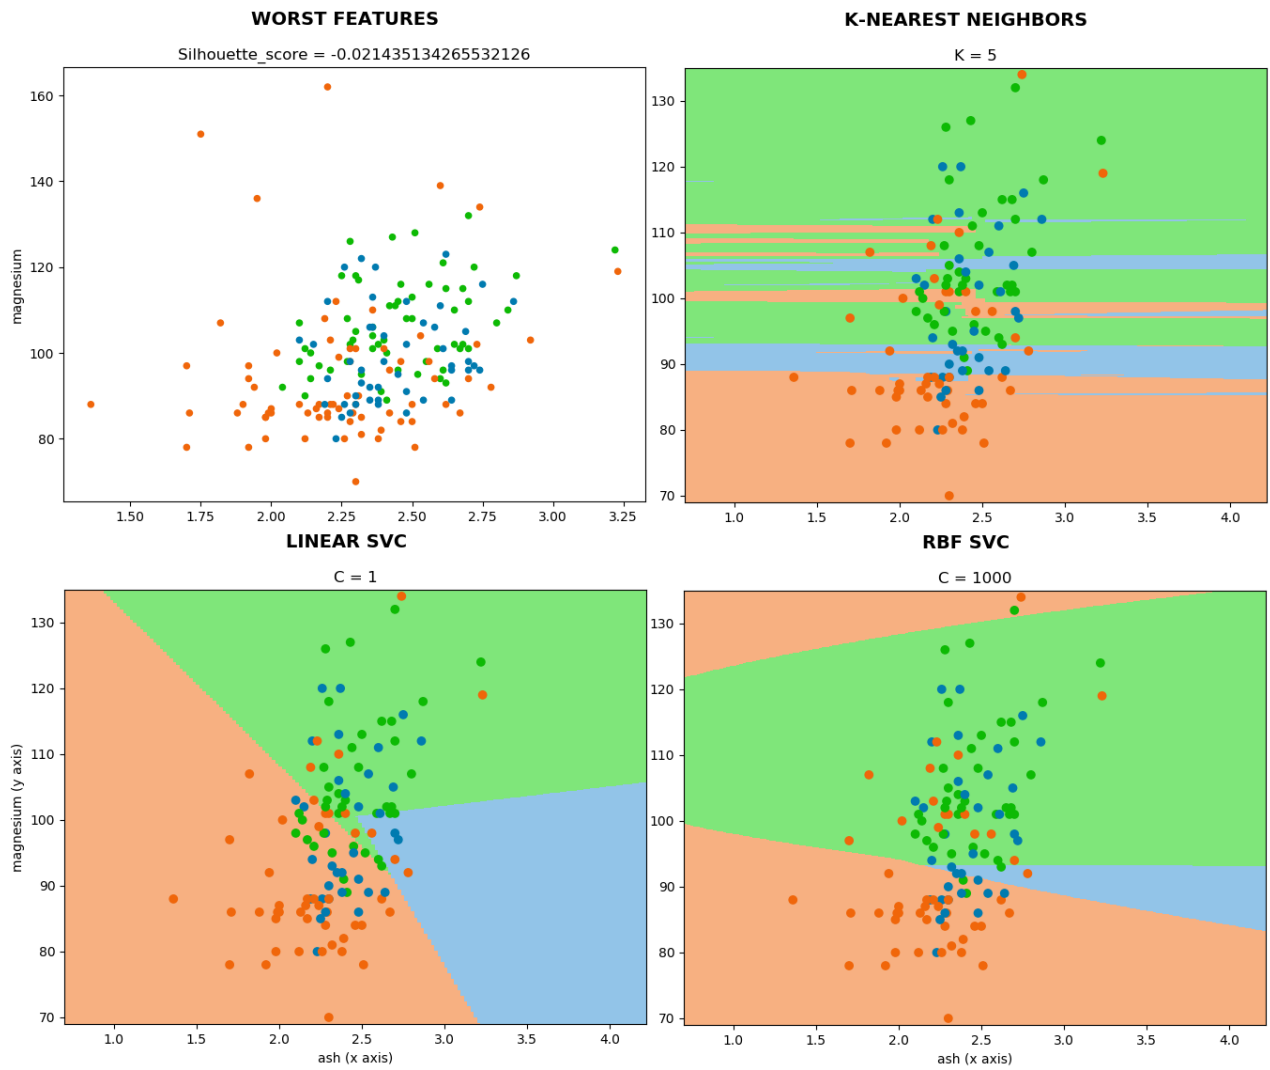 WORST FEATURES
Silhouette_score = -0.021435134265532126
160
140
120
100
80
magnesium
1.50 1.75 2.00 2.25 2.50 2.75 3.00 3.25
K-NEAREST NEIGHBORS
K = 5
130
120
110
100
90
80
70
1.0 1.5 2.0 2.5 3.0 3.5 4.0
LINEAR SVC
C = 1
130
120
110
100
90
80
70
magnesium (y axis)
1.0 1.5 2.0 2.5 3.0 3.5 4.0
ash (x axis)
RBF SVC
C = 1000
130
120
110
100
90
80
70
1.0 1.5 2.0 2.5 3.0 3.5 4.0
ash (x axis)